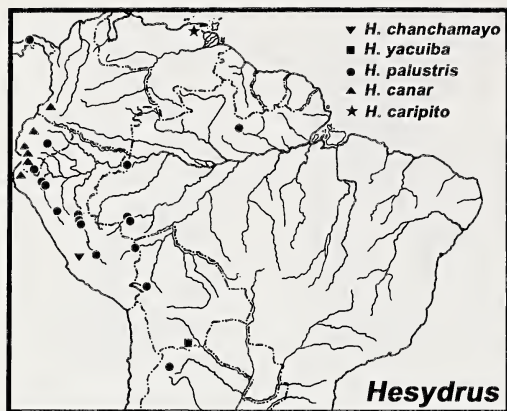 H. chanchamayo
H. yacuiba
H. palustris
H. canar
H. caripito
Hesydrus